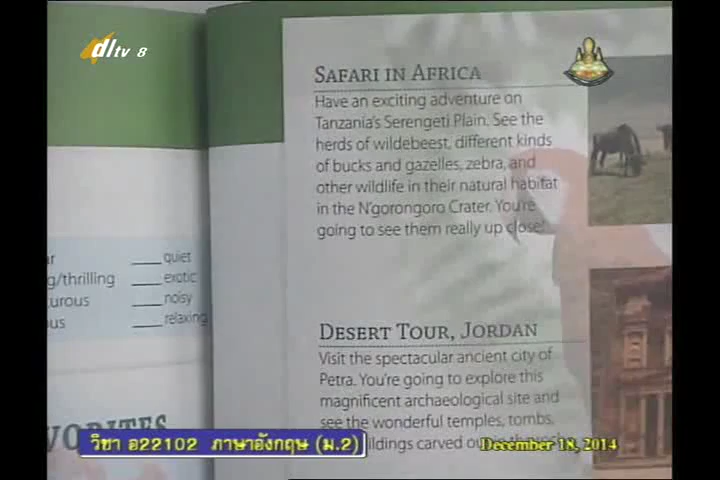 dltv 8
SAFARI IN AFRICA
Have an exciting adventure on
Tanzania's Serengeti Plain. See the
herds of wildebeest, different kinds
of bucks and gazelles, zebra, and
other wildlife in their natural habitat
in the N'gorongoro Crater. You're
going to see them really up close!
quiet
g/thrilling exotic
noisy
relaxing
DESERT TOUR, JORDAN
Visit the spectacular ancient city of
Petra. You're going to explore this
magnificent archaeological site and
see the wonderful temples, tombs,
carved
วิชา อ22102 ภาษาอังกฤษ (ม.2)
December 18, 2014